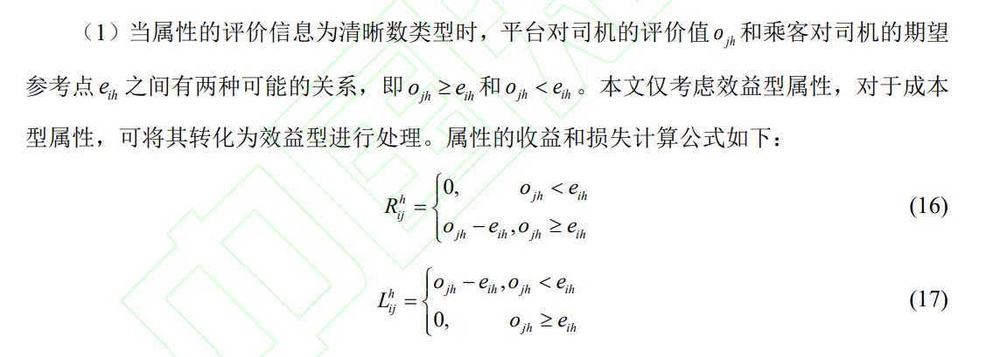 （1）当属性的评价信息为清晰数类型时，平台对司机的评价值 $o_{jh}$ 和乘客对司机的期望
参考点 $e_{ih}$ 之间有两种可能的关系，即 $o_{jh} \geq e_{ih}$ 和 $o_{jh} < e_{ih}$ 。本文仅考虑效益型属性，对于成本
型属性，可将其转化为效益型进行处理。属性的收益和损失计算公式如下：
$R_{ij}^{h} = \begin{cases} 0, & o_{jh} < e_{ih} \\ o_{jh} - e_{ih}, & o_{jh} \geq e_{ih} \end{cases}$ (16)
$L_{ij}^{h} = \begin{cases} o_{jh} - e_{ih}, & o_{jh} < e_{ih} \\ 0, & o_{jh} \geq e_{ih} \end{cases}$ (17)